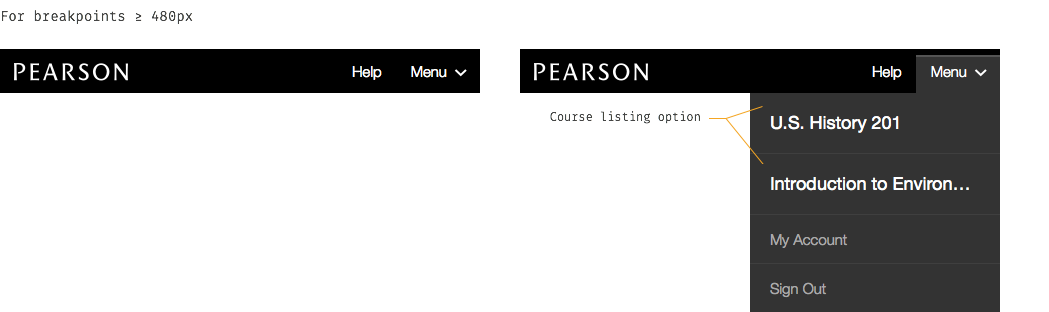 For breakpoints ≥ 480px
PEARSON Help Menu
PEARSON Help Menu
Course listing option
U.S. History 201
Introduction to Environ...
My Account
Sign Out